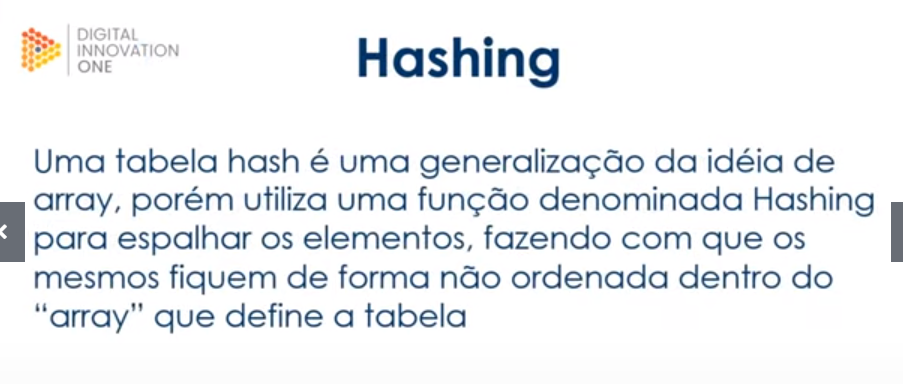 DIGITAL
INNOVATION
ONE
Hashing
Uma tabela hash é uma generalização da idéia de
array, porém utiliza uma função denominada Hashing
para espalhar os elementos, fazendo com que os
mesmos fiquem de forma não ordenada dentro do
“array” que define a tabela